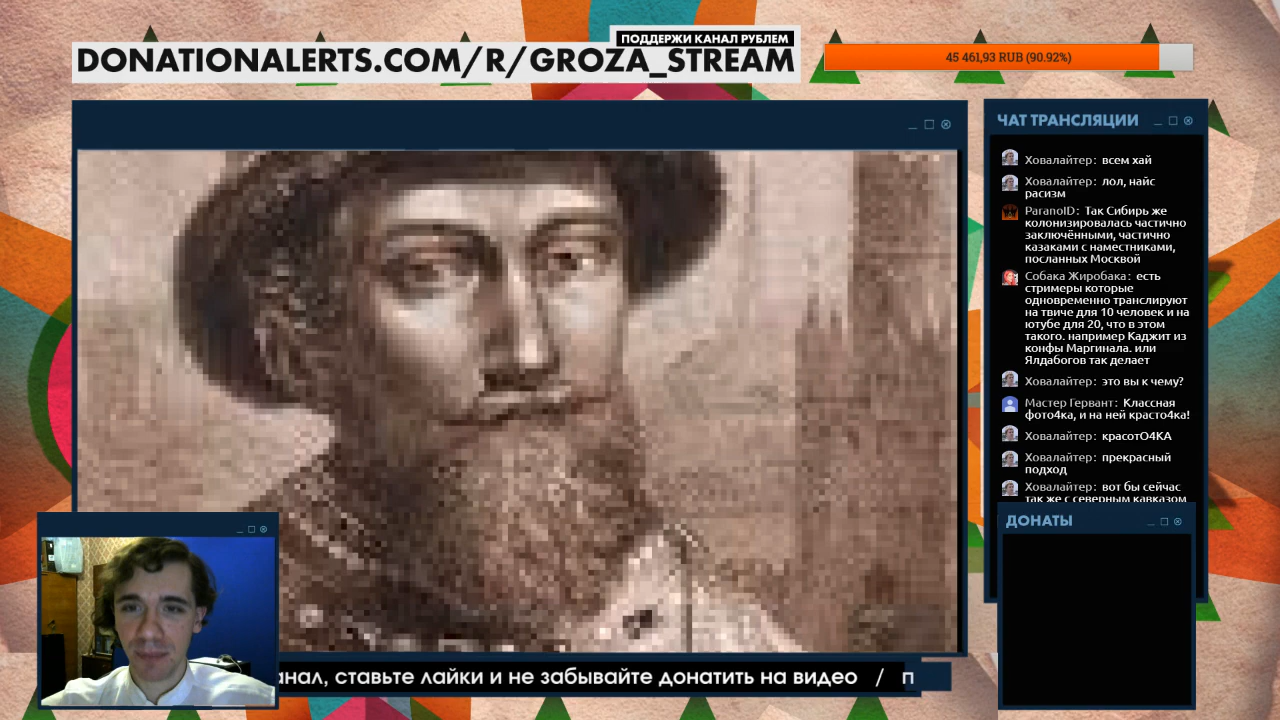 ПОДДЕРЖИ КАНАЛ РУБЛЕМ
DONATIONALERTS.COM/R/GROZA_STREAM
45 461,93 RUB (90.92%)
ЧАТ ТРАНСЛЯЦИИ
Ховалайтер: всем хай
Ховалайтер: лол, найс
расизм
ParanoID: Так Сибирь же
колонизировалась частично
заключёнными, частично
казаками с наместниками,
посланных Москвой
Собака Жиробака: есть
стримеры которые
одновременно транслируют
на твиче для 10 человек и на
ютубе для 20, что в этом
такого. например Каджит из
конфы Маргинала. или
Ялдабогов так делает
Ховалайтер: это вы к чему?
Мастер Гервант: Классная
фото4ка, и на ней красто4ка!
Ховалайтер: красотО4КА
Ховалайтер: прекрасный
подход
Ховалайтер: вот бы сейчас
так же с северным кавказом
ДОНАТЫ
анал, ставьте лайки и не забывайте донатить на видео / п